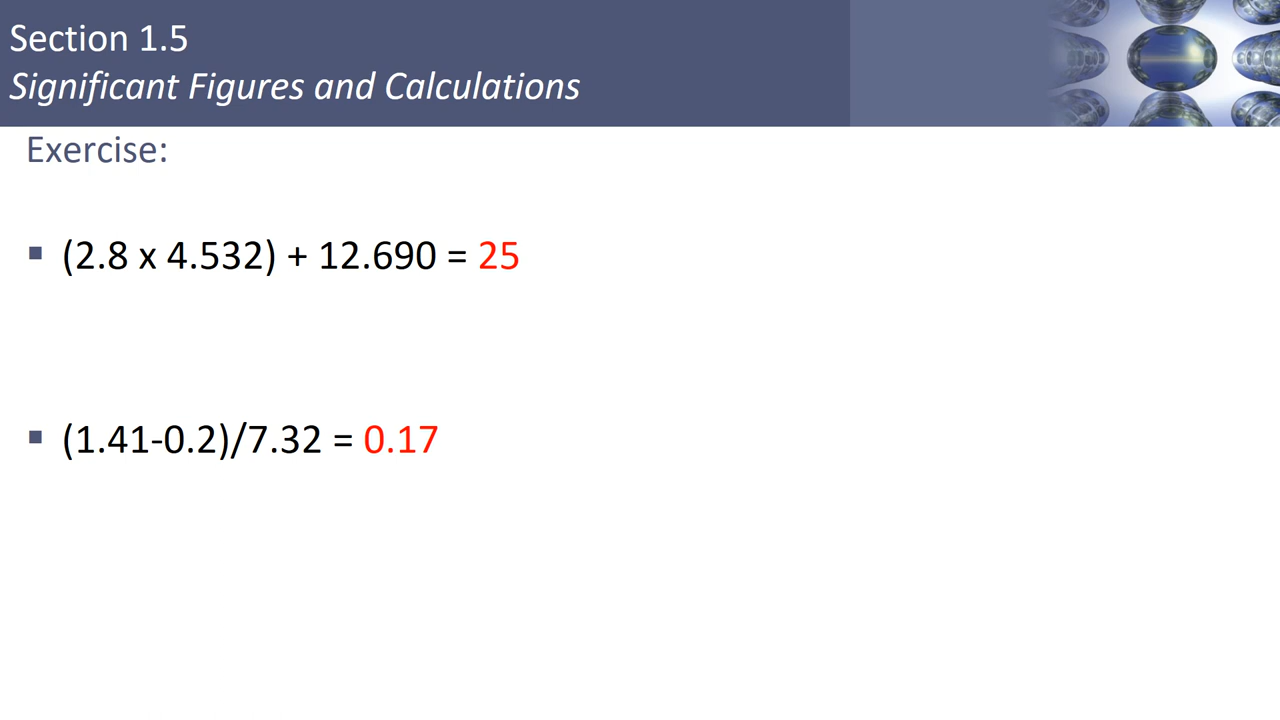 Section 1.5
Significant Figures and Calculations
Exercise:
▪ (2.8 x 4.532) + 12.690 = 25
▪ (1.41-0.2)/7.32 = 0.17